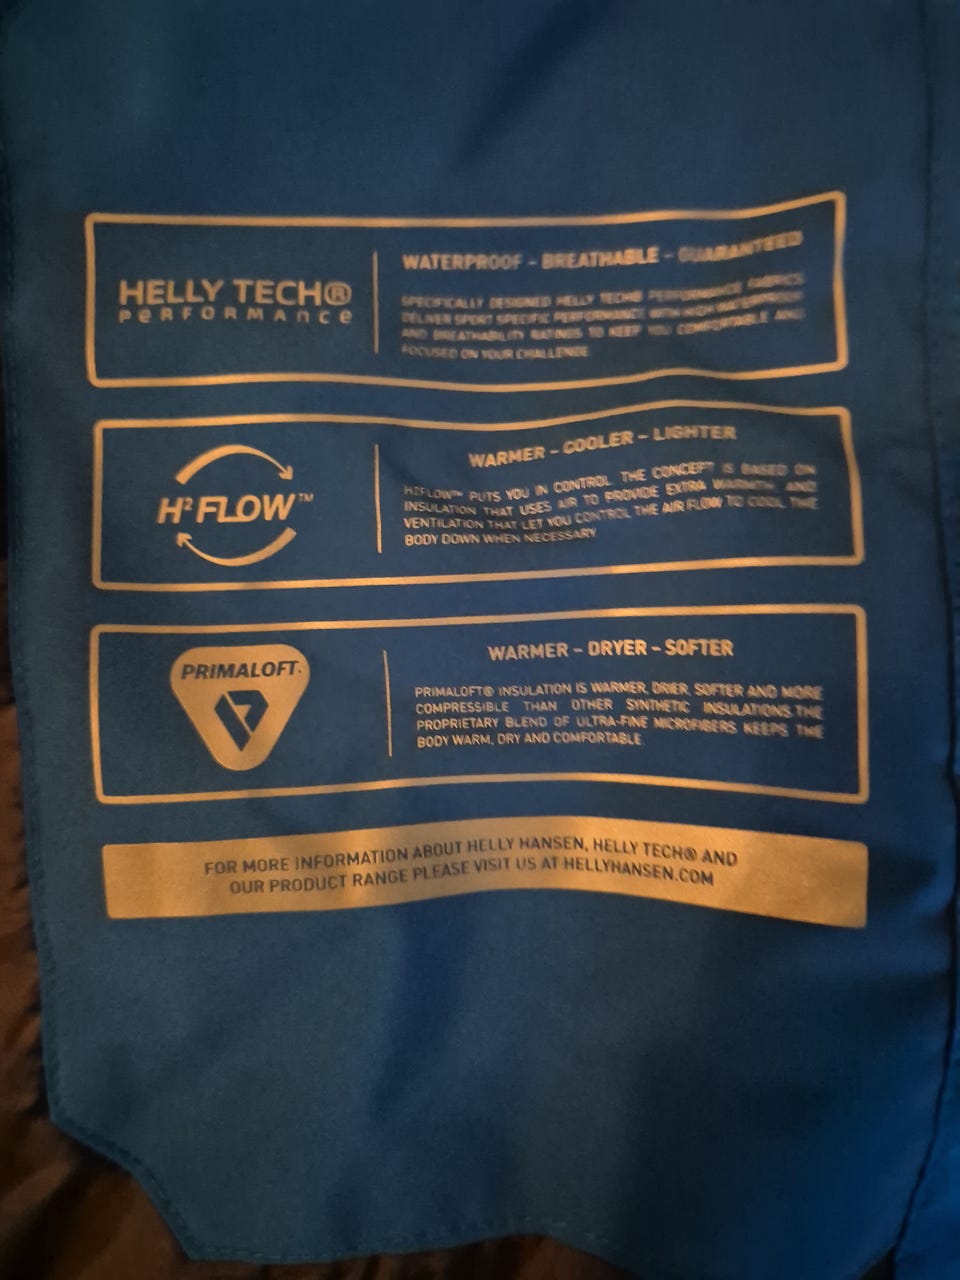 HELLY TECH®
PERFORMANCE
WATERPROOF - BREATHABLE - GUARANTEED
SPECIFICALLY DESIGNED HELLY TECH® PERFORMANCE FABRICS
DELIVER SPORT SPECIFIC PERFORMANCE WITH HIGH WATERPROOF
AND BREATHABILITY RATINGS TO KEEP YOU COMFORTABLE AND
FOCUSED ON YOUR CHALLENGE
H² FLOW™
WARMER - COOLER - LIGHTER
H2FLOW™ PUTS YOU IN CONTROL. THE CONCEPT IS BASED ON
INSULATION THAT USES AIR TO PROVIDE EXTRA WARMTH, AND
VENTILATION THAT LET YOU CONTROL THE AIR FLOW TO COOL THE
BODY DOWN WHEN NECESSARY
PRIMALOFT.
WARMER - DRYER - SOFTER
PRIMALOFT® INSULATION IS WARMER, DRIER, SOFTER AND MORE
COMPRESSIBLE THAN OTHER SYNTHETIC INSULATIONS.THE
PROPRIETARY BLEND OF ULTRA-FINE MICROFIBERS KEEPS THE
BODY WARM, DRY AND COMFORTABLE.
FOR MORE INFORMATION ABOUT HELLY HANSEN, HELLY TECH® AND
OUR PRODUCT RANGE PLEASE VISIT US AT HELLYHANSEN.COM